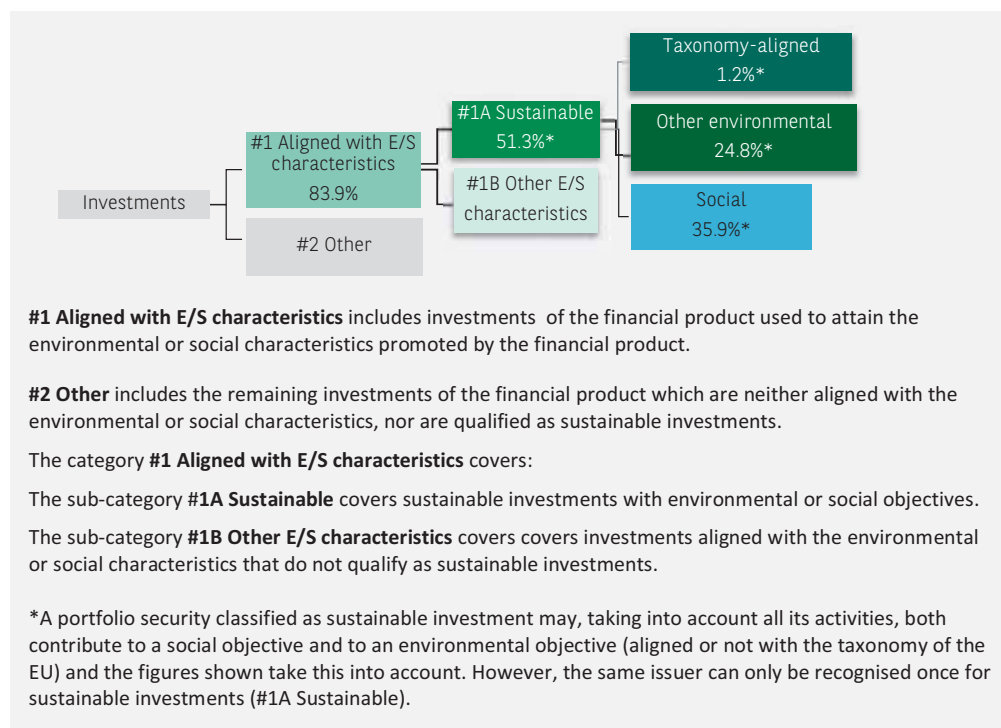 Taxonomy-aligned
1.2%*
#1A Sustainable
51.3%*
Other environmental
24.8%*
#1 Aligned with E/S
characteristics
83.9%
#1B Other E/S
characteristics
Investments
Social
35.9%*
#2 Other
#1 Aligned with E/S characteristics includes investments of the financial product used to attain the
environmental or social characteristics promoted by the financial product.
#2 Other includes the remaining investments of the financial product which are neither aligned with the
environmental or social characteristics, nor are qualified as sustainable investments.
The category #1 Aligned with E/S characteristics covers:
The sub-category #1A Sustainable covers sustainable investments with environmental or social objectives.
The sub-category #1B Other E/S characteristics covers covers investments aligned with the environmental
or social characteristics that do not qualify as sustainable investments.
*A portfolio security classified as sustainable investment may, taking into account all its activities, both
contribute to a social objective and to an environmental objective (aligned or not with the taxonomy of the
EU) and the figures shown take this into account. However, the same issuer can only be recognised once for
sustainable investments (#1A Sustainable).